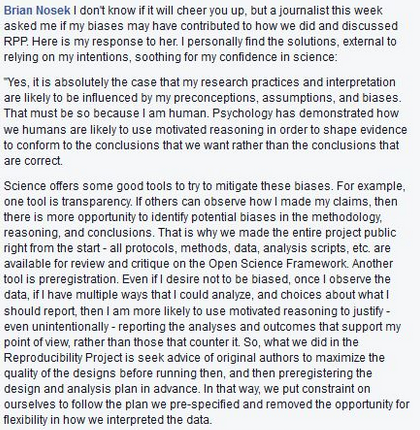 Brian Nosek I don't know if it will cheer you up, but a journalist this week
asked me if my biases may have contributed to how we did and discussed
RPP. Here is my response to her. I personally find the solutions, external to
relying on my intentions, soothing for my confidence in science:
"Yes, it is absolutely the case that my research practices and interpretation
are likely to be influenced by my preconceptions, assumptions, and biases.
That must be so because I am human. Psychology has demonstrated how
we humans are likely to use motivated reasoning in order to shape evidence
to conform to the conclusions that we want rather than the conclusions that
are correct.
Science offers some good tools to try to mitigate these biases. For example,
one tool is transparency. If others can observe how I made my claims, then
there is more opportunity to identify potential biases in the methodology,
reasoning, and conclusions. That is why we made the entire project public
right from the start - all protocols, methods, data, analysis scripts, etc. are
available for review and critique on the Open Science Framework. Another
tool is preregistration. Even if I desire not to be biased, once I observe the
data, if I have multiple ways that I could analyze, and choices about what I
should report, then I am more likely to use motivated reasoning to justify -
even unintentionally - reporting the analyses and outcomes that support my
point of view, rather than those that counter it. So, what we did in the
Reproducibility Project is seek advice of original authors to maximize the
quality of the designs before running then, and then preregistering the
design and analysis plan in advance. In that way, we put constraint on
ourselves to follow the plan we pre-specified and removed the opportunity for
flexibility in how we interpreted the data.